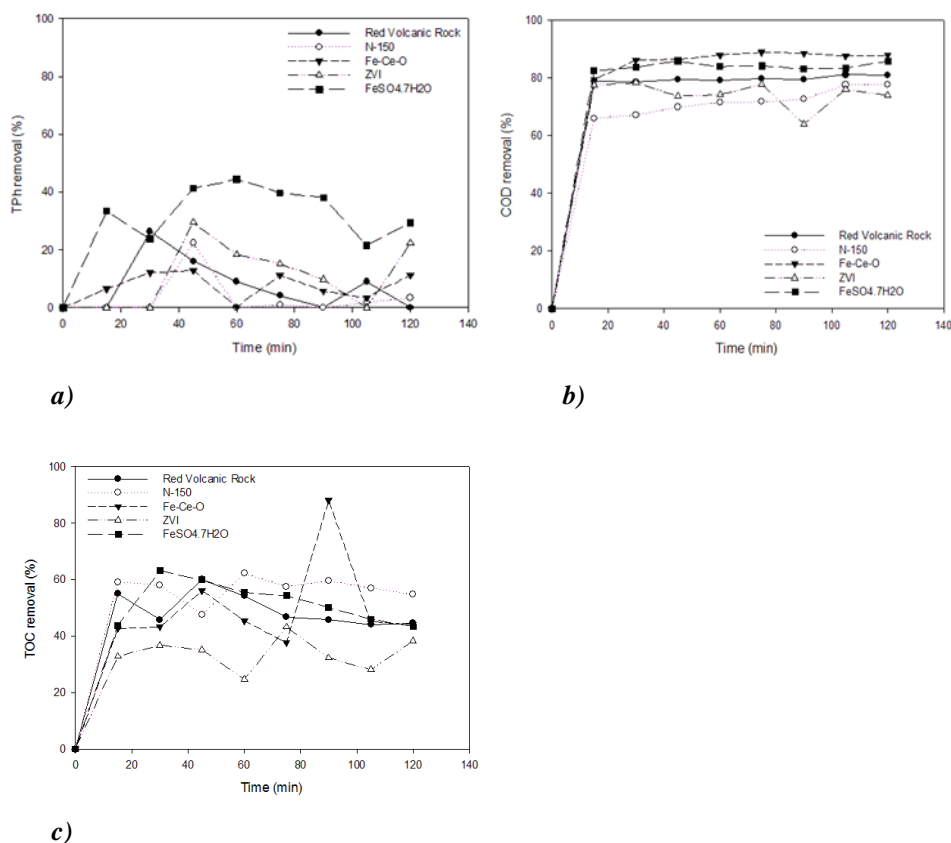 100
80
60
40
20
0
TPh removal (%)
Red Volcanic Rock
N-150
Fe-Ce-O
ZVI
FeSO4.7H2O
0 20 40 60 80 100 120 140
Time (min)
a)
100
80
60
40
20
0
COD removal (%)
Red Volcanic Rock
N-150
Fe-Ce-O
ZVI
FeSO4.7H2O
0 20 40 60 80 100 120 140
Time (min)
b)
100
80
60
40
20
0
TOC removal (%)
Red Volcanic Rock
N-150
Fe-Ce-O
ZVI
FeSO4.7H2O
0 20 40 60 80 100 120 140
Time (min)
c)